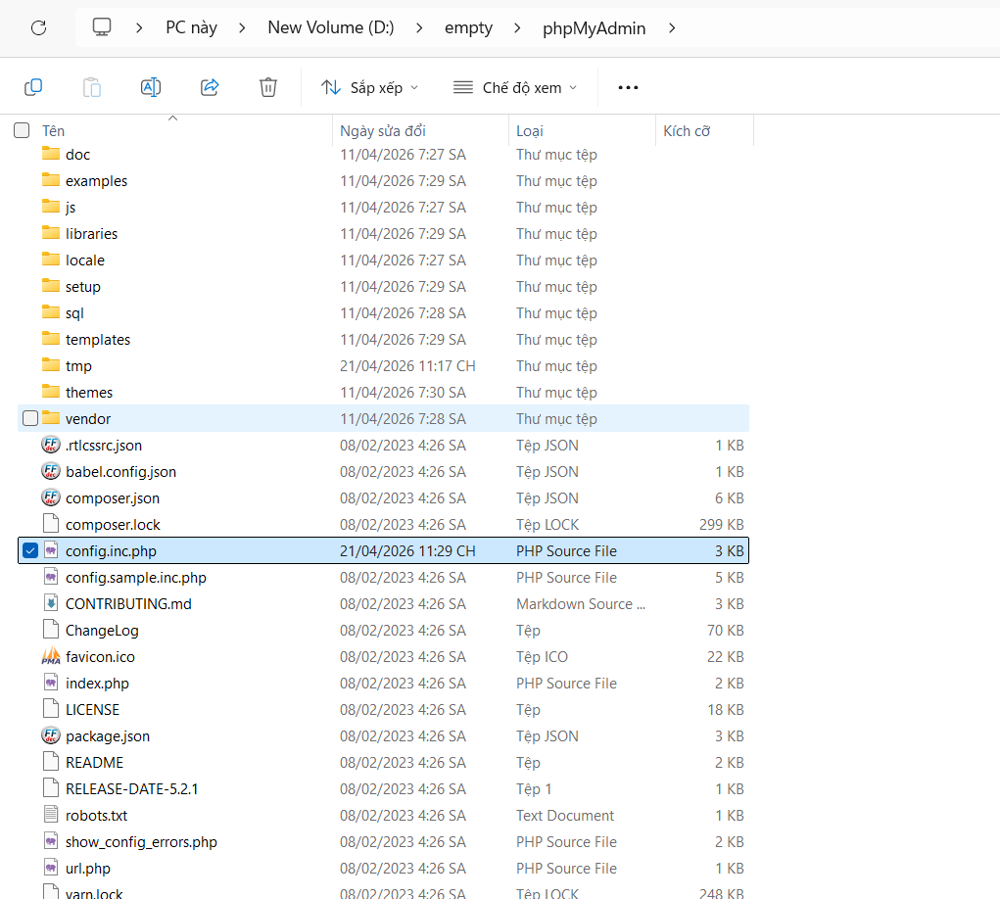 PC này New Volume (D:) empty phpMyAdmin
Sắp xếp Chế độ xem
Tên Ngày sửa đổi Loại Kích cỡ
doc 11/04/2026 7:27 SA Thư mục tệp
examples 11/04/2026 7:29 SA Thư mục tệp
js 11/04/2026 7:27 SA Thư mục tệp
libraries 11/04/2026 7:29 SA Thư mục tệp
locale 11/04/2026 7:27 SA Thư mục tệp
setup 11/04/2026 7:29 SA Thư mục tệp
sql 11/04/2026 7:28 SA Thư mục tệp
templates 11/04/2026 7:29 SA Thư mục tệp
tmp 21/04/2026 11:17 CH Thư mục tệp
themes 11/04/2026 7:30 SA Thư mục tệp
vendor 11/04/2026 7:28 SA Thư mục tệp
.rtlcssrc.json 08/02/2023 4:26 SA Tệp JSON 1 KB
babel.config.json 08/02/2023 4:26 SA Tệp JSON 1 KB
composer.json 08/02/2023 4:26 SA Tệp JSON 6 KB
composer.lock 08/02/2023 4:26 SA Tệp LOCK 299 KB
config.inc.php 21/04/2026 11:29 CH PHP Source File 3 KB
config.sample.inc.php 08/02/2023 4:26 SA PHP Source File 5 KB
CONTRIBUTING.md 08/02/2023 4:26 SA Markdown Source ... 3 KB
ChangeLog 08/02/2023 4:26 SA Tệp 70 KB
favicon.ico 08/02/2023 4:26 SA Tệp ICO 22 KB
index.php 08/02/2023 4:26 SA PHP Source File 2 KB
LICENSE 08/02/2023 4:26 SA Tệp 18 KB
package.json 08/02/2023 4:26 SA Tệp JSON 3 KB
README 08/02/2023 4:26 SA Tệp 2 KB
RELEASE-DATE-5.2.1 08/02/2023 4:26 SA Tệp 1 1 KB
robots.txt 08/02/2023 4:26 SA Text Document 1 KB
show_config_errors.php 08/02/2023 4:26 SA PHP Source File 2 KB
url.php 08/02/2023 4:26 SA PHP Source File 1 KB
yarn.lock 08/02/2023 4:26 SA Tệp LOCK 248 KB